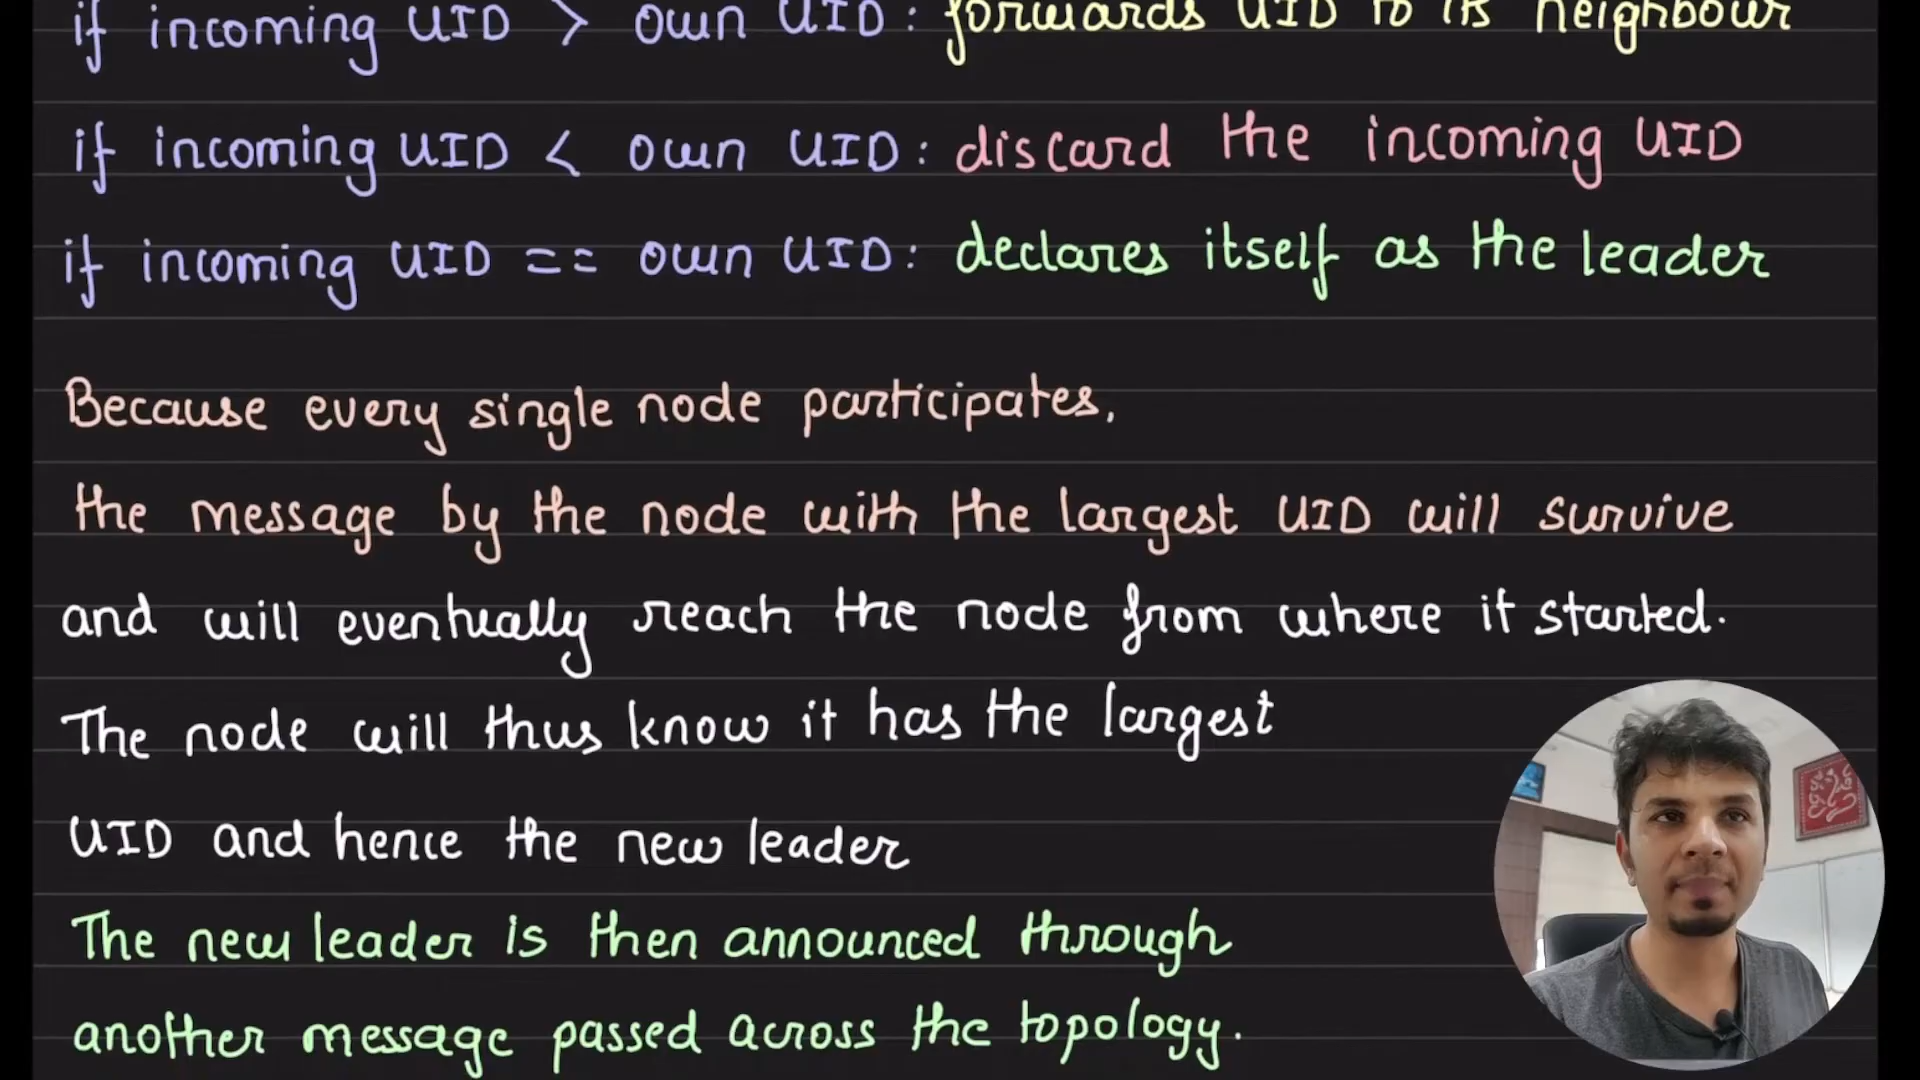 if incoming UID > own UID: forwards UID to its neighbour
if incoming UID < own UID: discard the incoming UID
if incoming UID == own UID: declares itself as the leader
Because every single node participates,
the message by the node with the largest UID will survive
and will eventually reach the node from where it started.
The node will thus know it has the largest
UID and hence the new leader
The new leader is then announced through
another message passed across the topology.